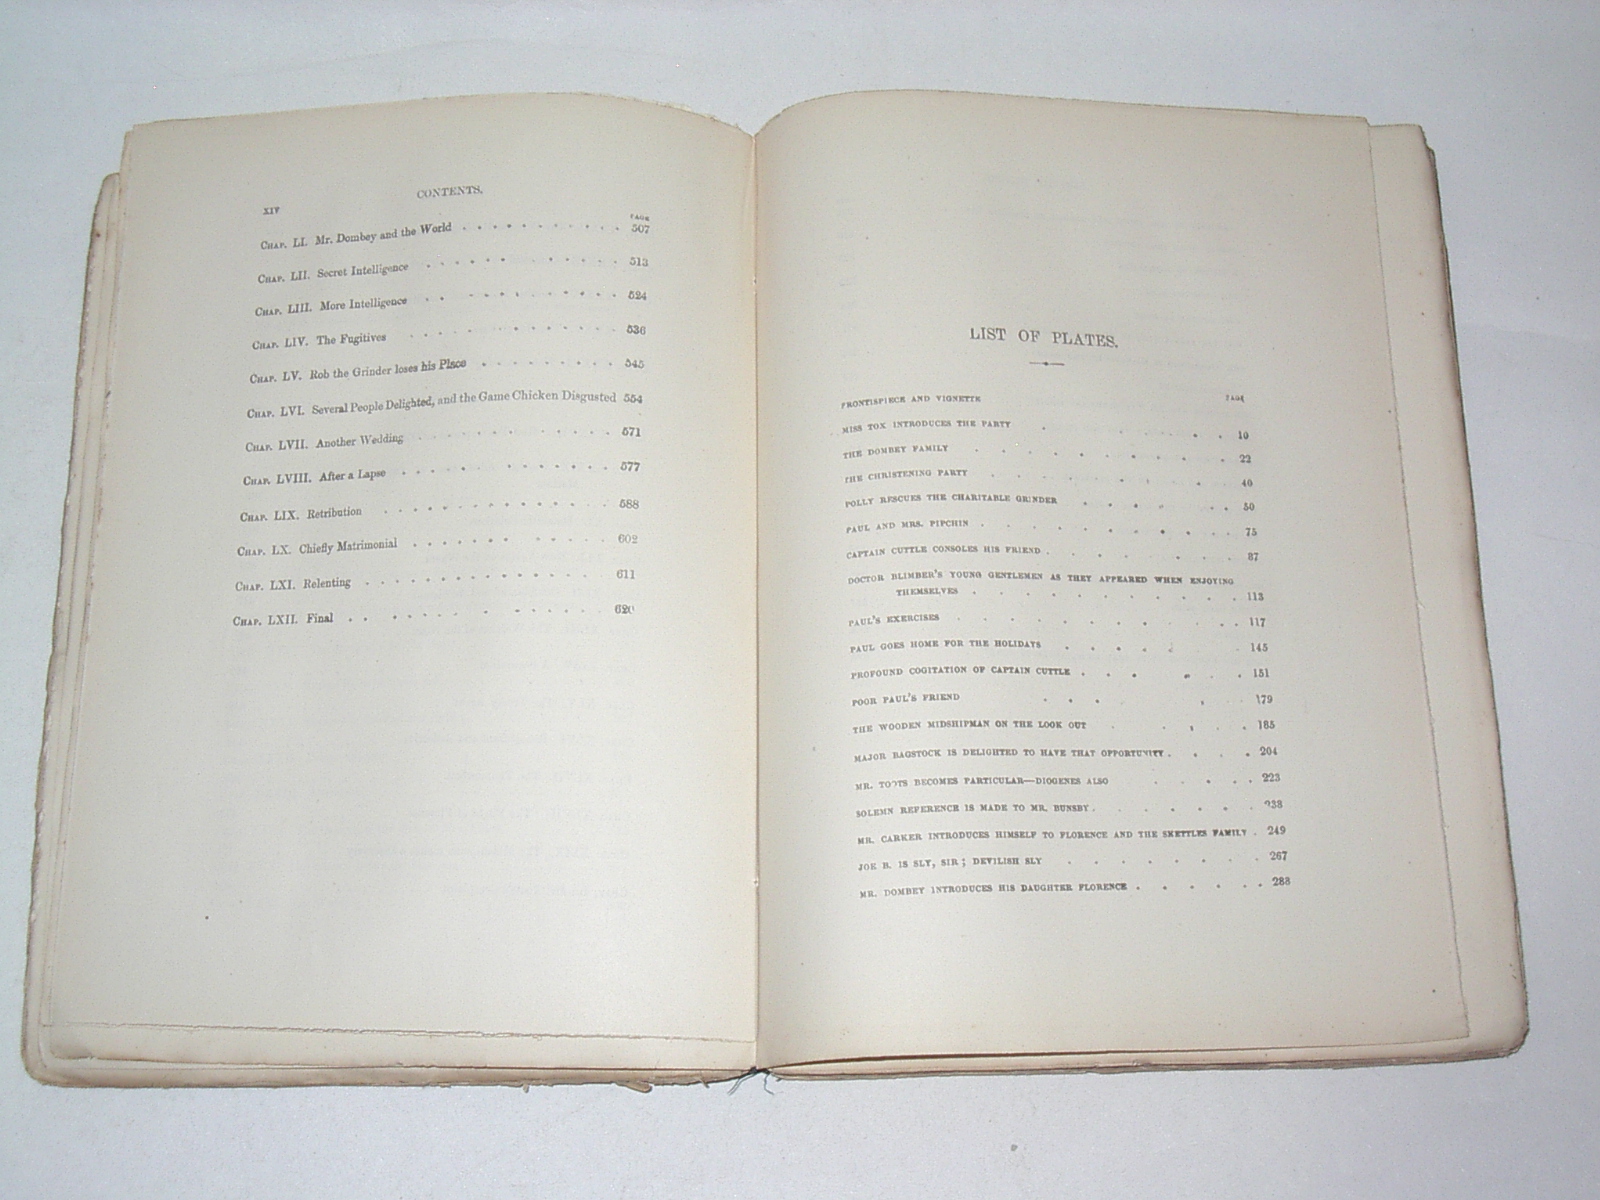 XIV
CONTENTS.
PAGE
CHAP. LI. Mr. Dombey and the World . . . . . . . . . . . 507
CHAP. LII. Secret Intelligence . . . . . . . . . . . 513
CHAP. LIII. More Intelligence . . . . . . . . . . . 524
CHAP. LIV. The Fugitives . . . . . . . . . . . 536
CHAP. LV. Rob the Grinder loses his Place . . . . . . . . . 545
CHAP. LVI. Several People Delighted, and the Game Chicken Disgusted 554
CHAP. LVII. Another Wedding . . . . . . . . . . . 571
CHAP. LVIII. After a Lapse . . . . . . . . . . . 577
CHAP. LIX. Retribution . . . . . . . . . . . . 588
CHAP. LX. Chiefly Matrimonial . . . . . . . . . . . 602
CHAP. LXI. Relenting . . . . . . . . . . . . . 611
CHAP. LXII. Final . . . . . . . . . . . . . 620
LIST OF PLATES.
PAGE
FRONTISPIECE AND VIGNETTE
MISS TOX INTRODUCES THE PARTY . . . . 10
THE DOMBEY FAMILY . . . . . . . . . 22
THE CHRISTENING PARTY . . . . . . . . 40
POLLY RESCUES THE CHARITABLE GRINDER . . . . . . 50
PAUL AND MRS. PIPCHIN . . . . . . . . . 75
CAPTAIN CUTTLE CONSOLES HIS FRIEND . . . . . . 87
DOCTOR BLIMBER'S YOUNG GENTLEMEN AS THEY APPEARED WHEN ENJOYING
THEMSELVES . . . . . . . . . . . 113
PAUL'S EXERCISES . . . . . . . . . . 117
PAUL GOES HOME FOR THE HOLIDAYS . . . . . . 145
PROFOUND COGITATION OF CAPTAIN CUTTLE . . . . . . 151
POOR PAUL'S FRIEND . . . . . 179
THE WOODEN MIDSHIPMAN ON THE LOOK OUT . . . . 185
MAJOR BAGSTOCK IS DELIGHTED TO HAVE THAT OPPORTUNITY . . . . 204
MR. TOOTS BECOMES PARTICULAR—DIOGENES ALSO . . . . . 223
SOLEMN REFERENCE IS MADE TO MR. BUNSBY . . . . . . . 238
MR. CARKER INTRODUCES HIMSELF TO FLORENCE AND THE SKETTLES FAMILY . 249
JOE B. IS SLY, SIR; DEVILISH SLY . . . . . . . . 267
MR. DOMBEY INTRODUCES HIS DAUGHTER FLORENCE . . . . . . 288